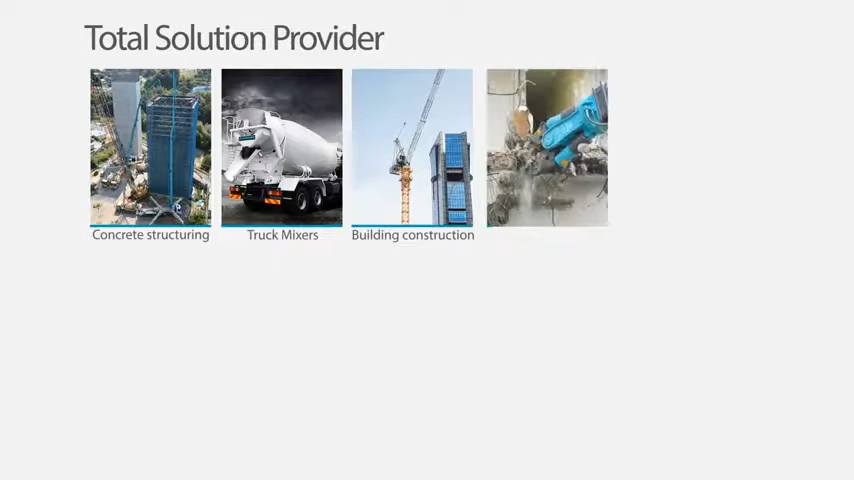 Total Solution Provider
Concrete structuring
Truck Mixers
Building construction